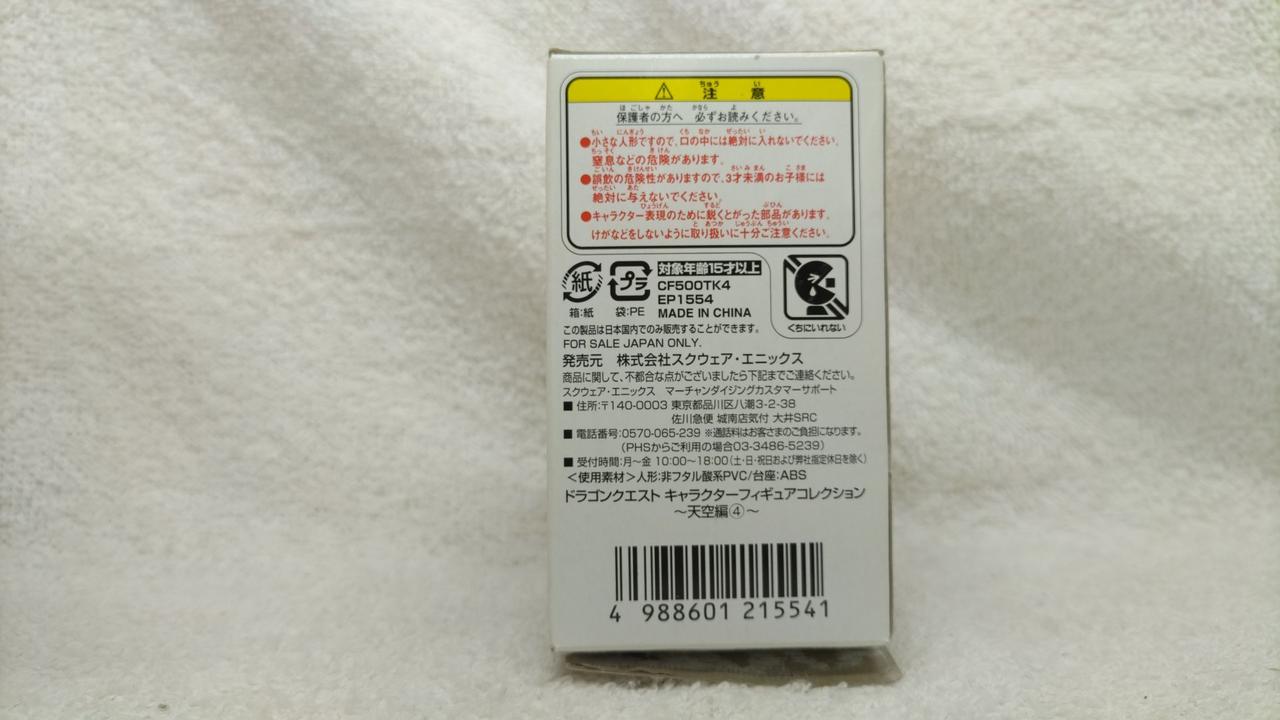 注意
保護者の方へ 必ずお読みください。
●小さな人形ですので、口の中には絶対に入れないでください。
窒息などの危険があります。
●誤飲の危険性がありますので、3才未満のお子様には
絶対に与えないでください。
●キャラクター表現のために鋭くとがった部品があります。
けがなどをしないように取り扱いに十分ご注意ください。
紙
箱:紙
プラ
袋:PE
対象年齢15才以上
CF500TK4
EP1554
MADE IN CHINA
くちにいれない
この製品は日本国内でのみ販売することができます。
FOR SALE JAPAN ONLY.
発売元 株式会社スクウェア・エニックス
商品に関して、不都合な点がございましたら下記までご連絡ください。
スクウェア・エニックス マーチャンダイジングカスタマーサポート
■ 住所:〒140-0003 東京都品川区八潮3-2-38
佐川急便 城南店気付 大井SRC
■ 電話番号:0570-065-239 ※通話料はお客さまのご負担になります。
(PHSからご利用の場合03-3486-5239)
■ 受付時間:月～金 10:00～18:00(土・日・祝日および弊社指定休日を除く)
＜使用素材＞人形:非フタル酸系PVC/台座:ABS
ドラゴンクエスト キャラクターフィギュアコレクション
～天空編④～
4 988601 215541